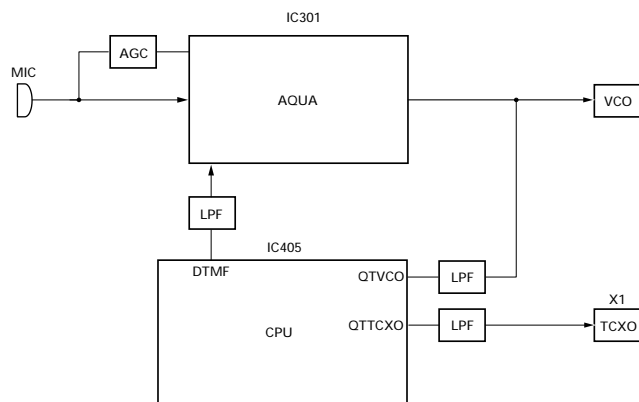 IC301
AGC
MIC
AQUA
VCO
LPF
IC405
DTMF
QTVCO
LPF
X1
QTTCXO
LPF
TCXO
CPU